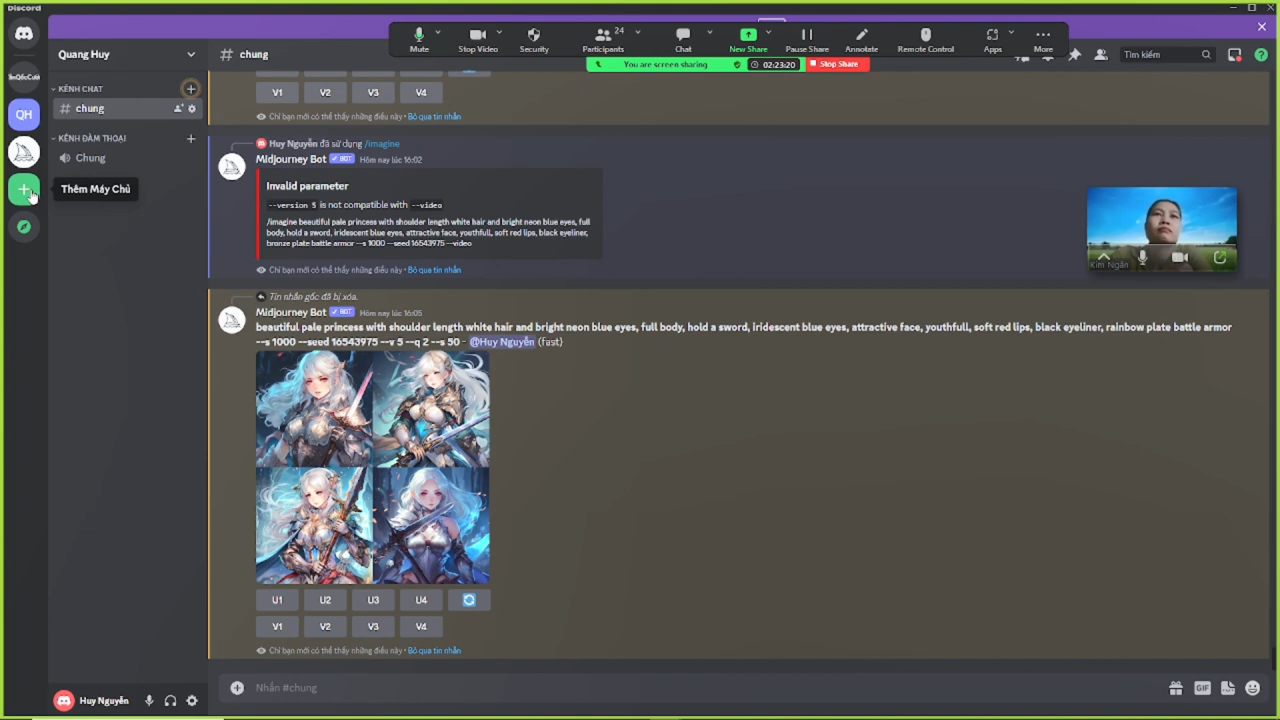 Discord
Mute
Stop Video
Security
24
Participants
Chat
New Share
Pause Share
Annotate
Remote Control
Apps
More
You are screen sharing
02:23:20
Stop Share
Quang Huy
# chung
Tìm kiếm
KÊNH CHAT
# chung
KÊNH ĐÀM THOẠI
Chung
QH
Thêm Máy Chủ
V1 V2 V3 V4
Chỉ bạn mới có thể thấy những điều này • Bỏ qua tin nhắn
Huy Nguyễn đã sử dụng /imagine
Midjourney Bot BOT Hôm nay lúc 16:02
Invalid parameter
--version 5 is not compatible with --video
/imagine beautiful pale princess with shoulder length white hair and bright neon blue eyes, full
body, hold a sword, iridescent blue eyes, attractive face, youthfull, soft red lips, black eyeliner,
bronze plate battle armor --s 1000 --seed 16543975 --video
Chỉ bạn mới có thể thấy những điều này • Bỏ qua tin nhắn
Kim Ngân
Tin nhắn gốc đã bị xóa.
Midjourney Bot BOT Hôm nay lúc 16:05
beautiful pale princess with shoulder length white hair and bright neon blue eyes, full body, hold a sword, iridescent blue eyes, attractive face, youthfull, soft red lips, black eyeliner, rainbow plate battle armor
--s 1000 --seed 16543975 --v 5 --q 2 --s 50 - @Huy Nguyễn (fast)
U1 U2 U3 U4
V1 V2 V3 V4
Chỉ bạn mới có thể thấy những điều này • Bỏ qua tin nhắn
Huy Nguyễn
Nhắn #chung
GIF